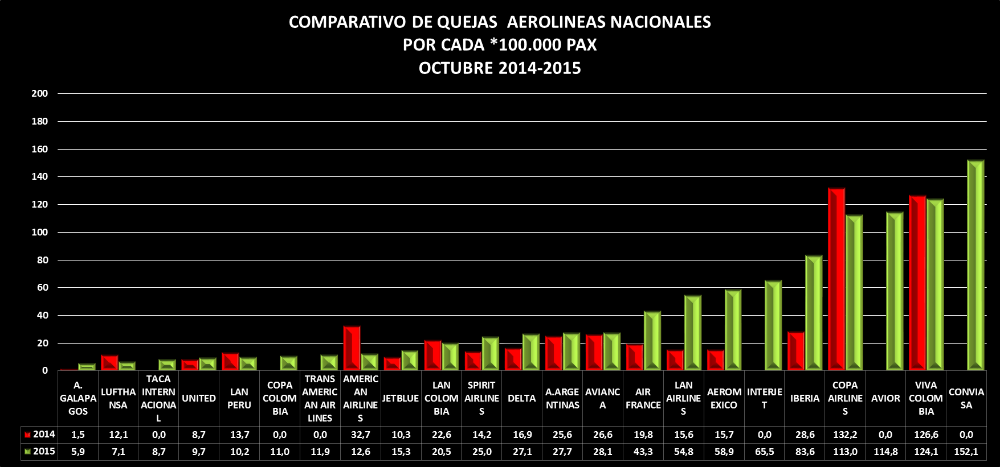 COMPARATIVO DE QUEJAS  AEROLINEAS NACIONALES
POR CADA *100.000 PAX
OCTUBRE 2014-2015
200
180
160
140
120
100
80
60
40
20
0
A.
GALAPA
GOS
LUFTHA
NSA
TACA
INTERN
ACIONA
L
UNITED
LAN
PERU
COPA
COLOM
BIA
TRANS
AMERIC
AN AIR
LINES
AMERIC
AN
AIRLINE
S
JETBLUE
LAN
COLOM
BIA
SPIRIT
AIRLINE
S
DELTA
A.ARGE
NTINAS
AVIANC
A
AIR
FRANCE
LAN
AIRLINE
S
AEROM
EXICO
INTERJE
T
IBERIA
COPA
AIRLINE
S
AVIOR
VIVA
COLOM
BIA
CONVIA
SA
2014 1,5 12,1 0,0 8,7 13,7 0,0 0,0 32,7 10,3 22,6 14,2 16,9 25,6 26,6 19,8 15,6 15,7 0,0 28,6 132,2 0,0 126,6 0,0
2015 5,9 7,1 8,7 9,7 10,2 11,0 11,9 12,6 15,3 20,5 25,0 27,1 27,7 28,1 43,3 54,8 58,9 65,5 83,6 113,0 114,8 124,1 152,1